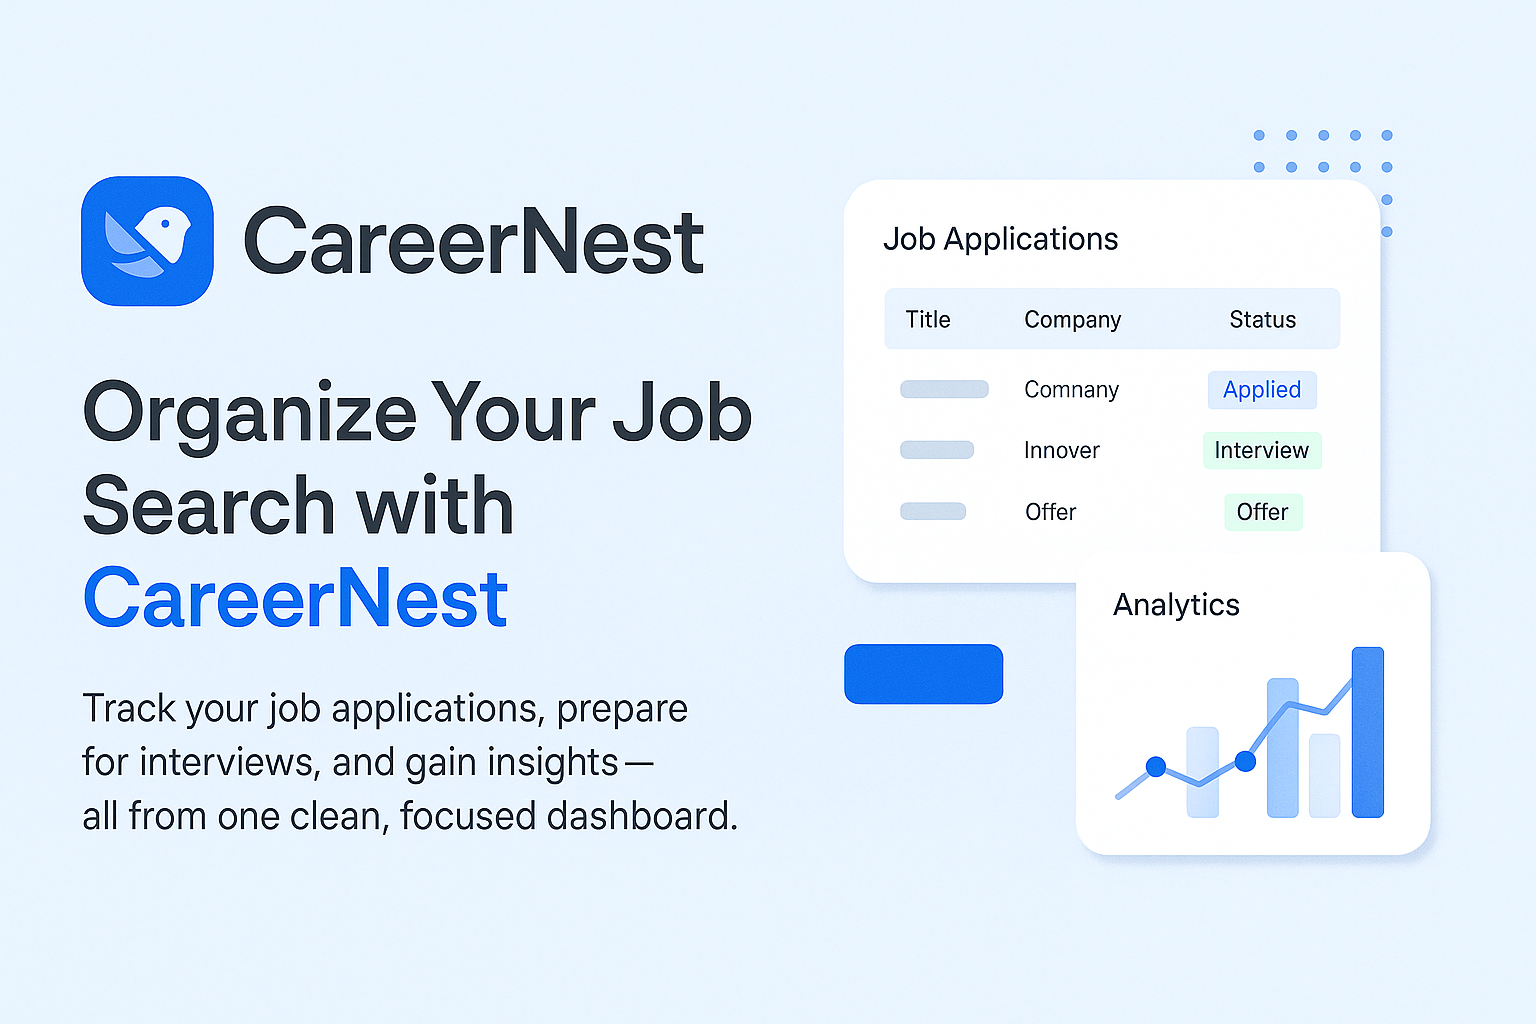 CareerNest
Organize Your Job
Search with
CareerNest
Track your job applications, prepare
for interviews, and gain insights—
all from one clean, focused dashboard.
Job Applications
Title Company Status
Comnany Applied
Innover Interview
Offer Offer
Analytics